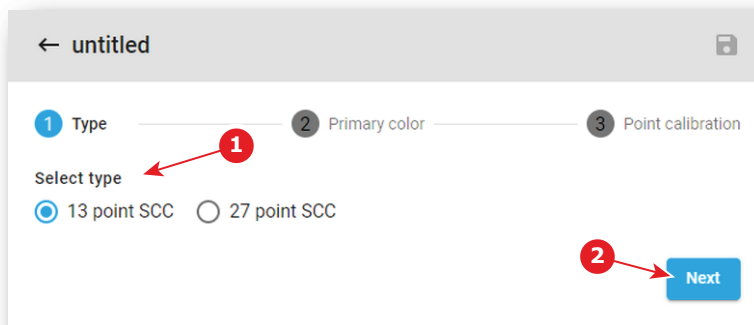 untitled
1 Type 2 Primary color 3 Point calibration
1
Select type
13 point SCC 27 point SCC
2
Next